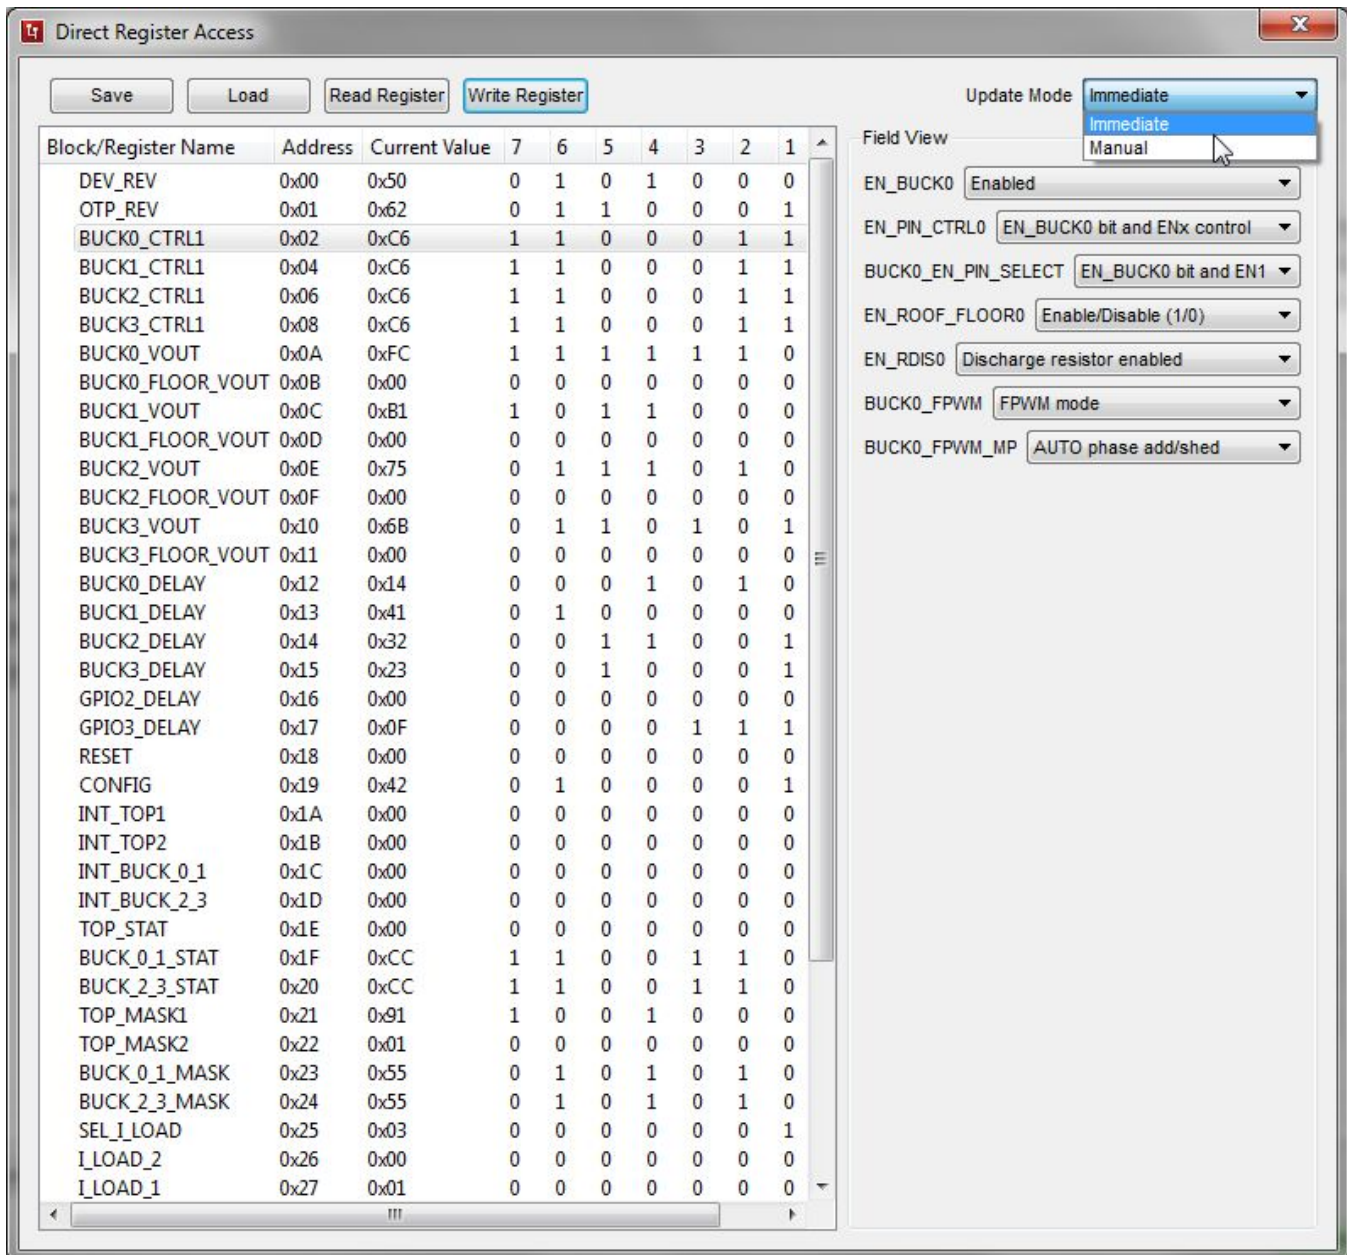 Direct Register Access
Save Load Read Register Write Register Update Mode Immediate
Immediate
Manual
Field View
Block/Register Name Address Current Value 7 6 5 4 3 2 1
DEV_REV 0x00 0x50 0 1 0 1 0 0 0
OTP_REV 0x01 0x62 0 1 1 0 0 0 1
BUCK0_CTRL1 0x02 0xC6 1 1 0 0 0 1 1
BUCK1_CTRL1 0x04 0xC6 1 1 0 0 0 1 1
BUCK2_CTRL1 0x06 0xC6 1 1 0 0 0 1 1
BUCK3_CTRL1 0x08 0xC6 1 1 0 0 0 1 1
BUCK0_VOUT 0x0A 0xFC 1 1 1 1 1 1 0
BUCK0_FLOOR_VOUT 0x0B 0x00 0 0 0 0 0 0 0
BUCK1_VOUT 0x0C 0xB1 1 0 1 1 0 0 0
BUCK1_FLOOR_VOUT 0x0D 0x00 0 0 0 0 0 0 0
BUCK2_VOUT 0x0E 0x75 0 1 1 1 0 1 0
BUCK2_FLOOR_VOUT 0x0F 0x00 0 0 0 0 0 0 0
BUCK3_VOUT 0x10 0x6B 0 1 1 0 1 0 1
BUCK3_FLOOR_VOUT 0x11 0x00 0 0 0 0 0 0 0
BUCK0_DELAY 0x12 0x14 0 0 0 1 0 1 0
BUCK1_DELAY 0x13 0x41 0 1 0 0 0 0 0
BUCK2_DELAY 0x14 0x32 0 0 1 1 0 0 1
BUCK3_DELAY 0x15 0x23 0 0 1 0 0 0 1
GPIO2_DELAY 0x16 0x00 0 0 0 0 0 0 0
GPIO3_DELAY 0x17 0x0F 0 0 0 0 1 1 1
RESET 0x18 0x00 0 0 0 0 0 0 0
CONFIG 0x19 0x42 0 1 0 0 0 0 1
INT_TOP1 0x1A 0x00 0 0 0 0 0 0 0
INT_TOP2 0x1B 0x00 0 0 0 0 0 0 0
INT_BUCK_0_1 0x1C 0x00 0 0 0 0 0 0 0
INT_BUCK_2_3 0x1D 0x00 0 0 0 0 0 0 0
TOP_STAT 0x1E 0x00 0 0 0 0 0 0 0
BUCK_0_1_STAT 0x1F 0xCC 1 1 0 0 1 1 0
BUCK_2_3_STAT 0x20 0xCC 1 1 0 0 1 1 0
TOP_MASK1 0x21 0x91 1 0 0 1 0 0 0
TOP_MASK2 0x22 0x01 0 0 0 0 0 0 0
BUCK_0_1_MASK 0x23 0x55 0 1 0 1 0 1 0
BUCK_2_3_MASK 0x24 0x55 0 1 0 1 0 1 0
SEL_I_LOAD 0x25 0x03 0 0 0 0 0 0 1
I_LOAD_2 0x26 0x00 0 0 0 0 0 0 0
I_LOAD_1 0x27 0x01 0 0 0 0 0 0 0
EN_BUCK0 Enabled
EN_PIN_CTRL0 EN_BUCK0 bit and ENx control
BUCK0_EN_PIN_SELECT EN_BUCK0 bit and EN1
EN_ROOF_FLOOR0 Enable/Disable (1/0)
EN_RDIS0 Discharge resistor enabled
BUCK0_FPWM FPWM mode
BUCK0_FPWM_MP AUTO phase add/shed